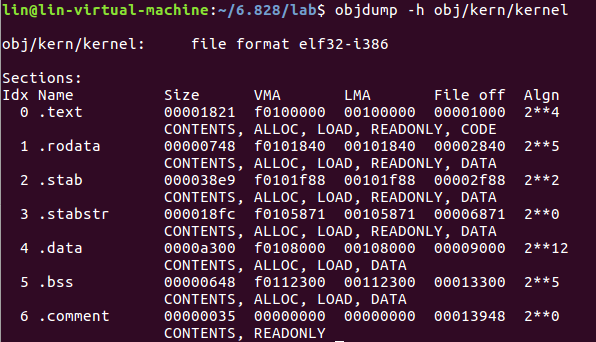 lin@lin-virtual-machine:~/6.828/lab$ objdump -h obj/kern/kernel
obj/kern/kernel:     file format elf32-i386
Sections:
Idx Name          Size      VMA       LMA       File off  Algn
  0 .text         00001821  f0100000  00100000  00001000  2**4
                  CONTENTS, ALLOC, LOAD, READONLY, CODE
  1 .rodata       00000748  f0101840  00101840  00002840  2**5
                  CONTENTS, ALLOC, LOAD, READONLY, DATA
  2 .stab         000038e9  f0101f88  00101f88  00002f88  2**2
                  CONTENTS, ALLOC, LOAD, READONLY, DATA
  3 .stabstr      000018fc  f0105871  00105871  00006871  2**0
                  CONTENTS, ALLOC, LOAD, READONLY, DATA
  4 .data         0000a300  f0108000  00108000  00009000  2**12
                  CONTENTS, ALLOC, LOAD, DATA
  5 .bss          00000648  f0112300  00112300  00013300  2**5
                  CONTENTS, ALLOC, LOAD, DATA
  6 .comment      00000035  00000000  00000000  00013948  2**0
                  CONTENTS, READONLY